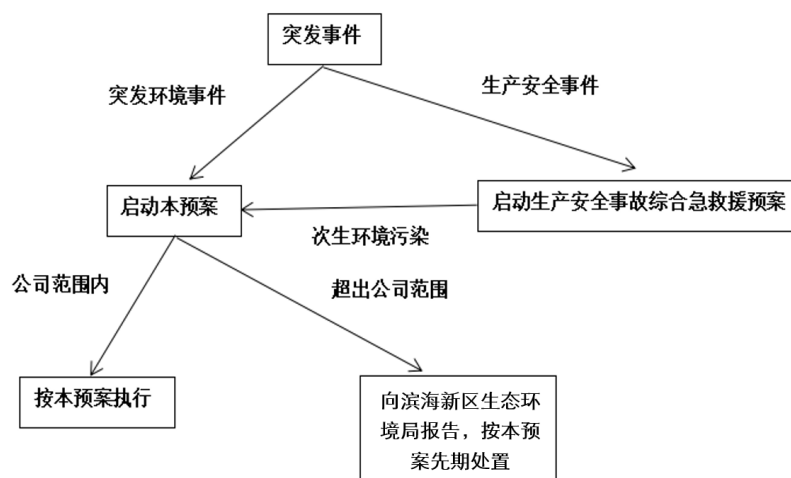 突发事件
突发环境事件
生产安全事件
启动本预案
启动生产安全事故综合急救援预案
次生环境污染
公司范围内
超出公司范围
按本预案执行
向滨海新区生态环
境局报告，按本预
案先期处置